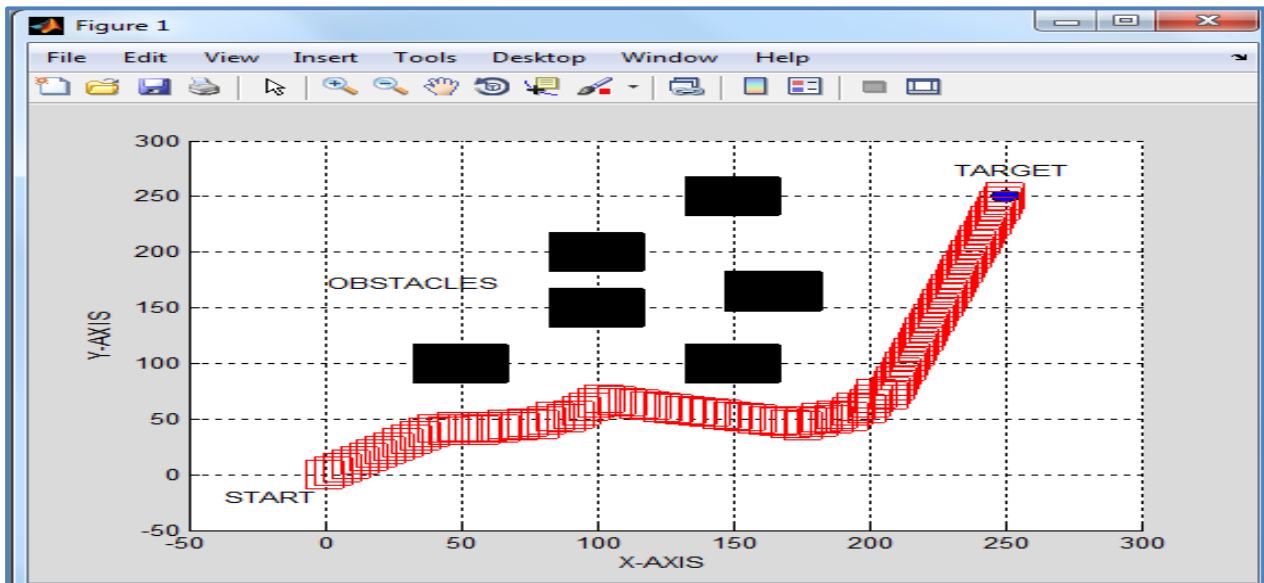 Figure 1
File Edit View Insert Tools Desktop Window Help
300
TARGET
250
200
OBSTACLES
150
Y-AXIS
100
50
0
START
-50
-50 0 50 100 150 200 250 300
X-AXIS